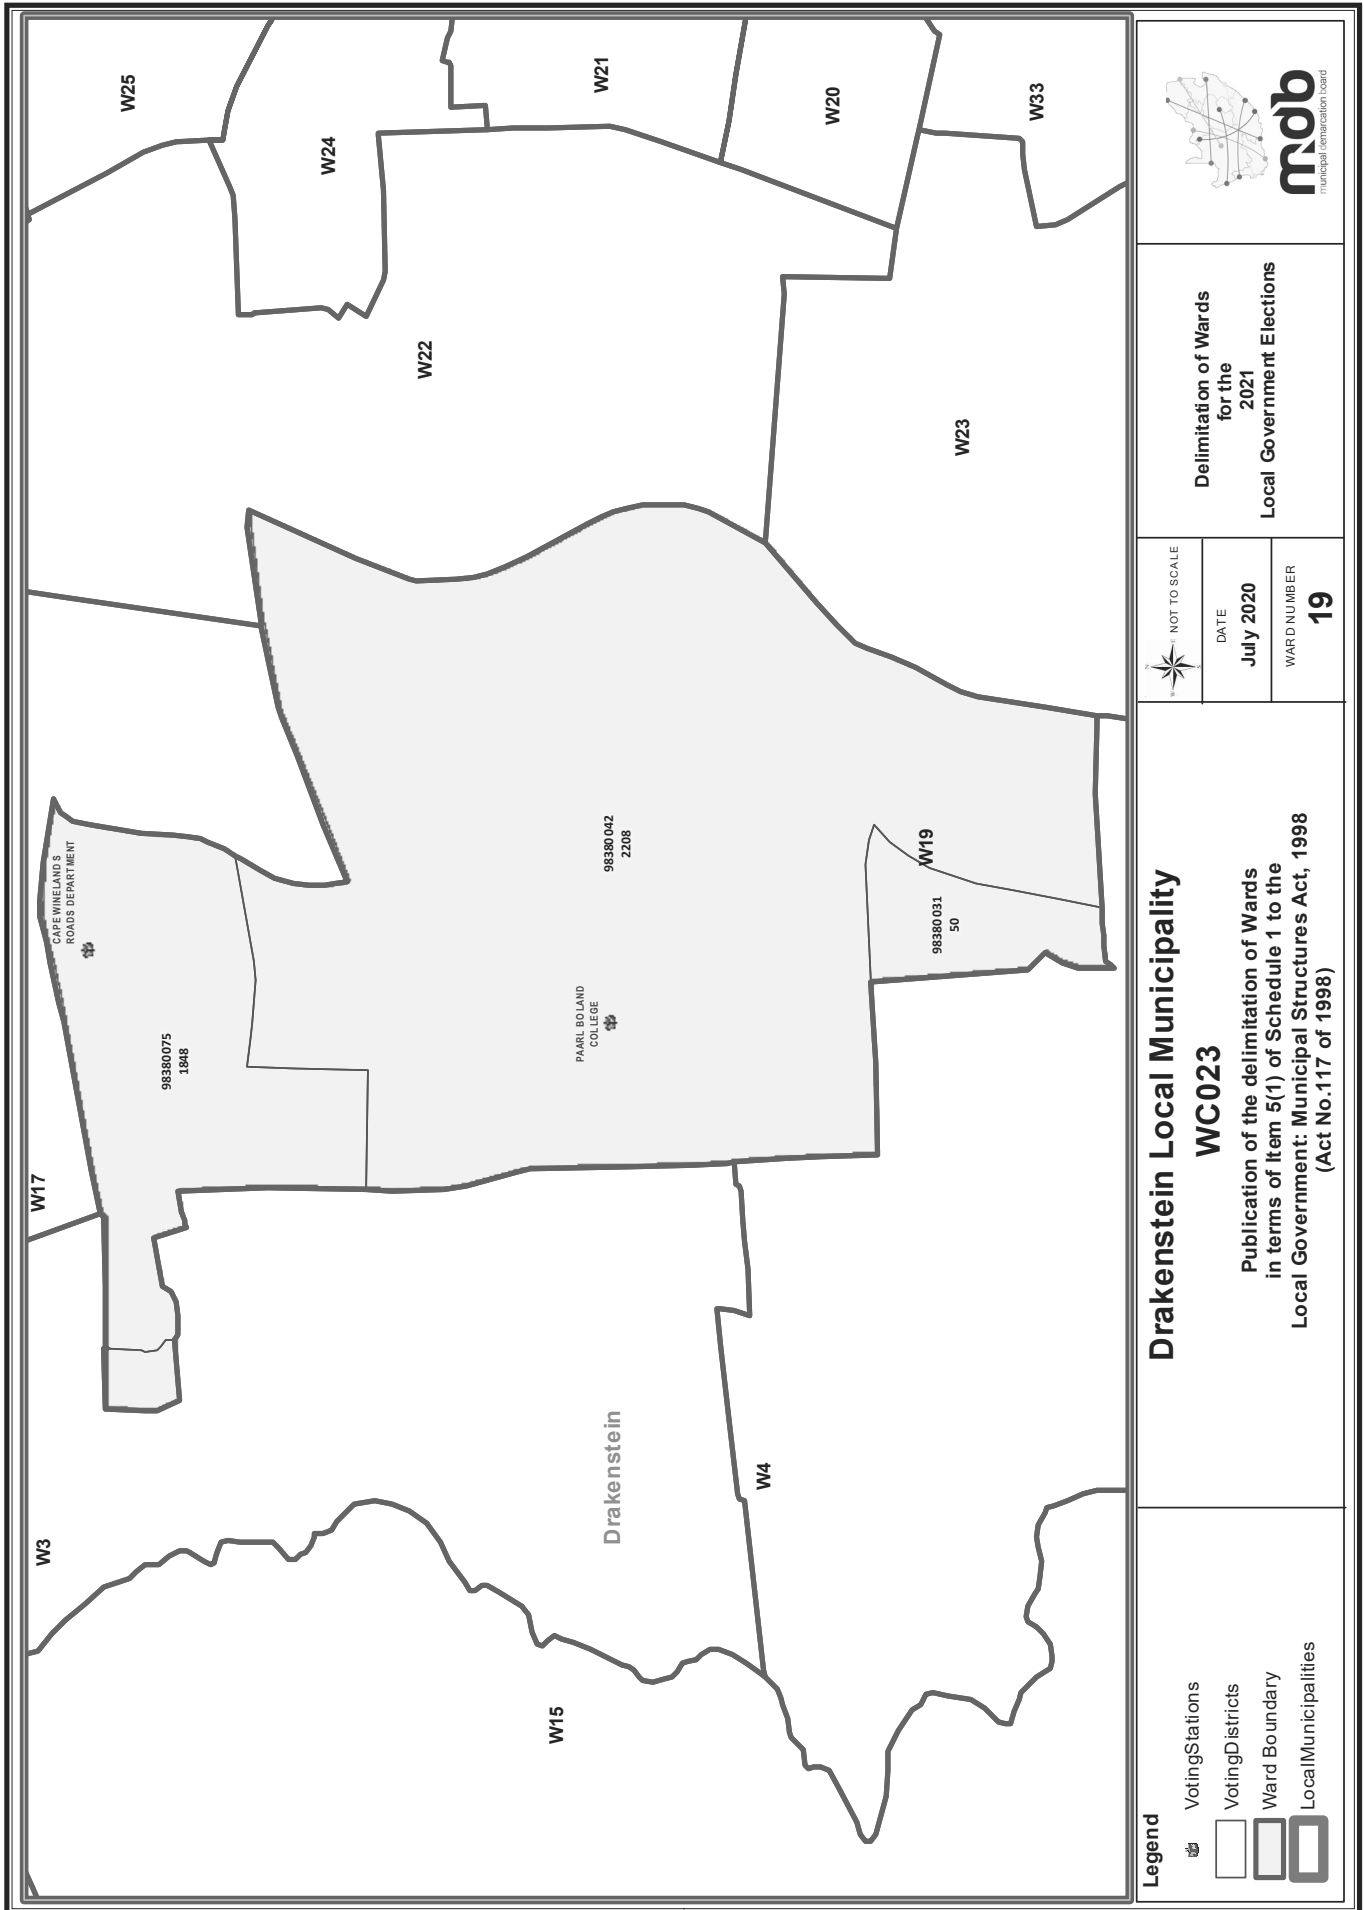 W25
W24
W21
W20
W33
W22
W23
W17
CAPE WINELANDS
ROADS DEPARTMENT
98380075
1848
98380042
2208
PAARL BOLAND
COLLEGE
W19
98380031
50
W3
Drakenstein
W4
W15
Legend
VotingStations
VotingDistricts
Ward Boundary
LocalMunicipalities
Drakenstein Local Municipality
WC023
Publication of the delimitation of Wards
in terms of Item 5(1) of Schedule 1 to the
Local Government: Municipal Structures Act, 1998
(Act No.117 of 1998)
N
W
E
S
NOT TO SCALE
DATE
July 2020
WARD NUMBER
19
Delimitation of Wards
for the
2021
Local Government Elections
mdb
municipal demarcation board